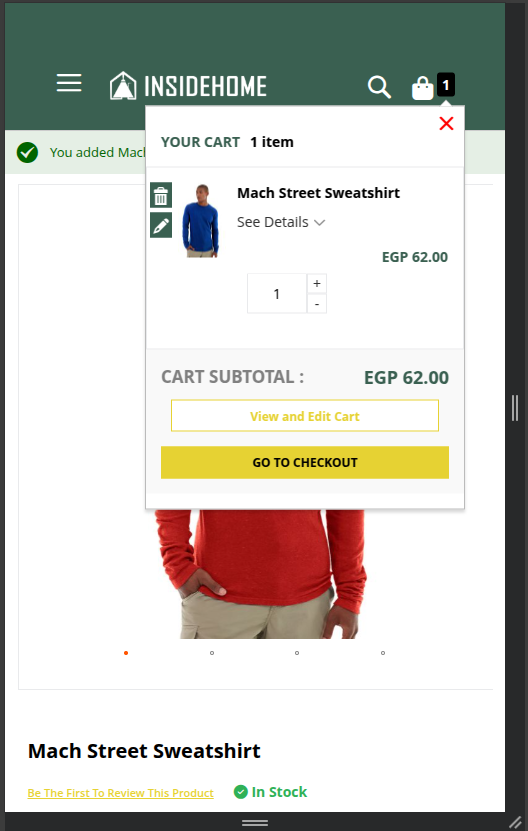 INSIDEHOME
1
You added Mach
YOUR CART 1 item
Mach Street Sweatshirt
See Details
EGP 62.00
1
+
-
CART SUBTOTAL :
EGP 62.00
View and Edit Cart
GO TO CHECKOUT
Mach Street Sweatshirt
Be The First To Review This Product
In Stock